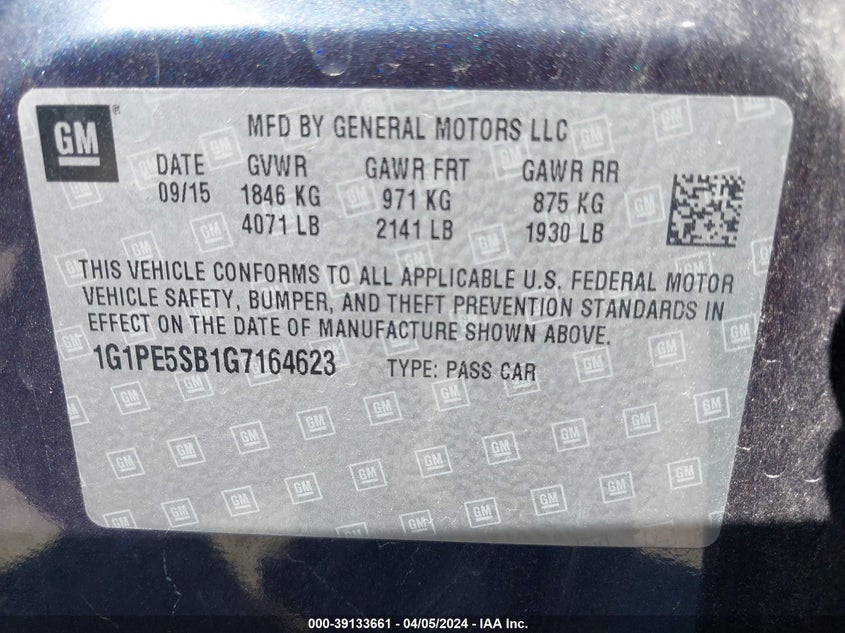 GM
MFD BY GENERAL MOTORS LLC
DATE GVWR GAWR FRT GAWR RR
09/15 1846 KG 971 KG 875 KG
4071 LB 2141 LB 1930 LB
THIS VEHICLE CONFORMS TO ALL APPLICABLE U.S. FEDERAL MOTOR
VEHICLE SAFETY, BUMPER, AND THEFT PREVENTION STANDARDS IN
EFFECT ON THE DATE OF MANUFACTURE SHOWN ABOVE.
1G1PE5SB1G7164623 TYPE: PASS CAR
000-39133661 / 04/05/2024 - IAA Inc.